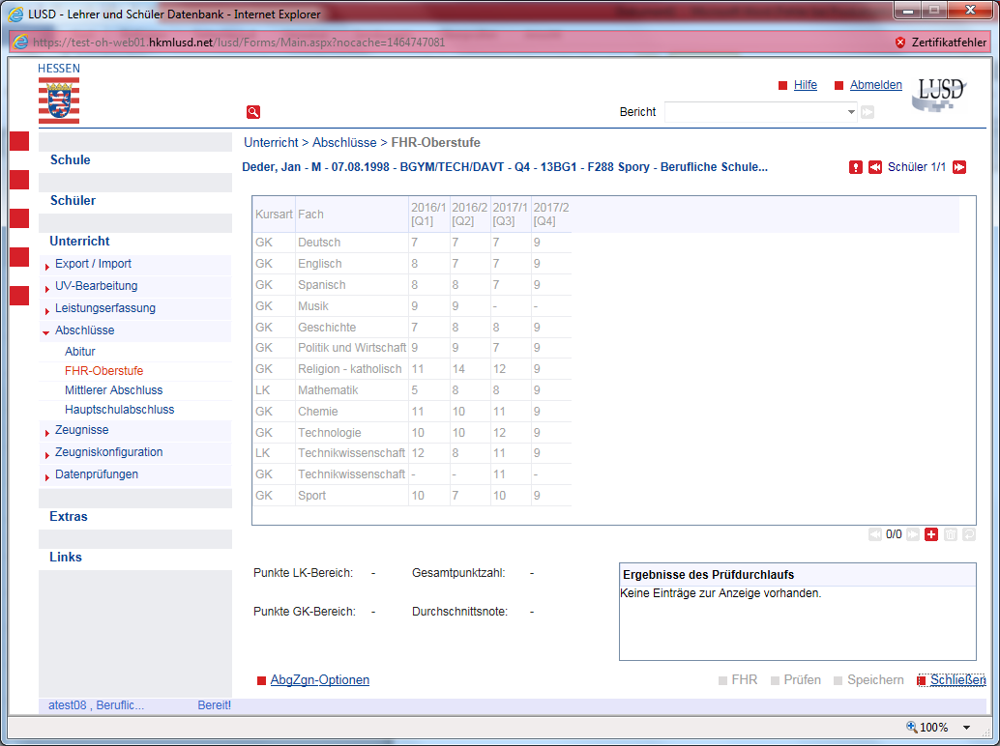 LUSD - Lehrer und Schüler Datenbank - Internet Explorer
https://test-oh-web01.hkmlusd.net/lusd/Forms/Main.aspx?nocache=1464747081 Zertifikatfehler
HESSEN
Hilfe Abmelden LUSD
Bericht
Schule
Schüler
Unterricht
Export / Import
UV-Bearbeitung
Leistungserfassung
Abschlüsse
Abitur
FHR-Oberstufe
Mittlerer Abschluss
Hauptschulabschluss
Zeugnisse
Zeugniskonfiguration
Datenprüfungen
Extras
Links
Unterricht > Abschlüsse > FHR-Oberstufe
Deder, Jan - M - 07.08.1998 - BGYM/TECH/DAVT - Q4 - 13BG1 - F288 Spory - Berufliche Schule... Schüler 1/1
Kursart Fach 2016/1 [Q1] 2016/2 [Q2] 2017/1 [Q3] 2017/2 [Q4]
GK Deutsch 7 7 7 9
GK Englisch 8 7 7 9
GK Spanisch 8 8 7 9
GK Musik 9 9 - -
GK Geschichte 7 8 8 9
GK Politik und Wirtschaft 9 9 7 9
GK Religion - katholisch 11 14 12 9
LK Mathematik 5 8 8 9
GK Chemie 11 10 11 9
GK Technologie 10 10 12 9
LK Technikwissenschaft 12 8 11 9
GK Technikwissenschaft - - 11 -
GK Sport 10 7 10 9
0/0
Punkte LK-Bereich: - Gesamtpunktzahl: -
Punkte GK-Bereich: - Durchschnittsnote: -
Ergebnisse des Prüfdurchlaufs
Keine Einträge zur Anzeige vorhanden.
AbgZgn-Optionen FHR Prüfen Speichern Schließen
atest08 , Beruflic... Bereit!
100%